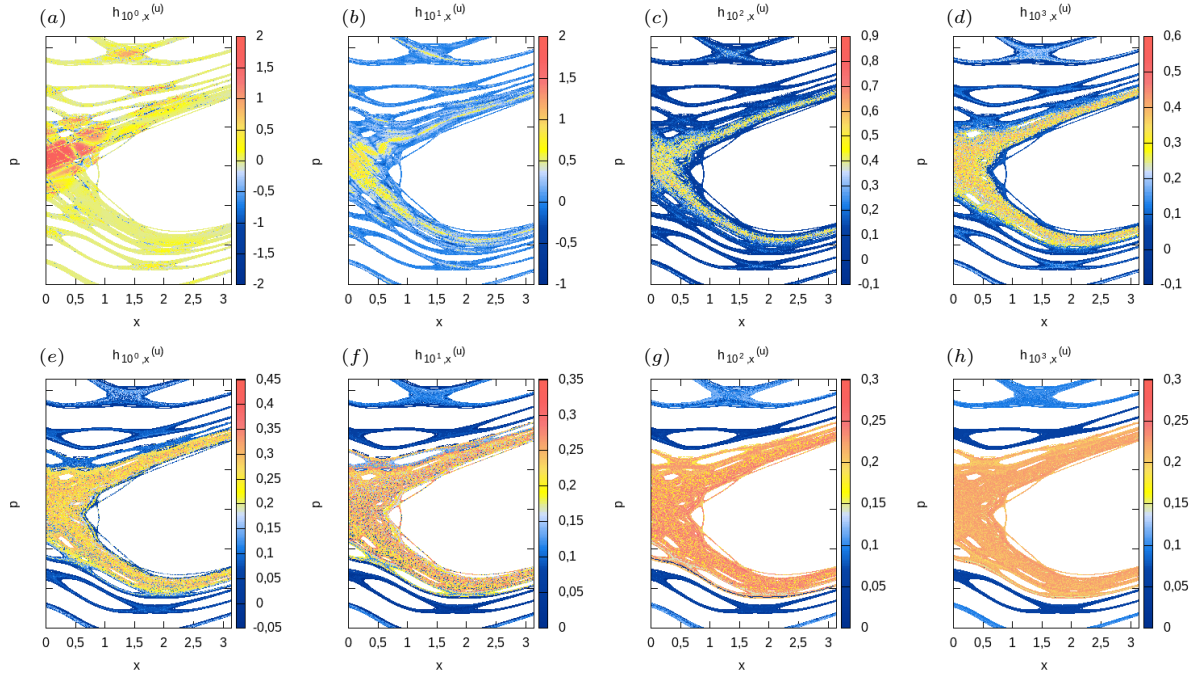 (a) h10⁰,x(u)
2
1,5
1
0,5
0
-0,5
-1
-1,5
-2
p
0 0,5 1 1,5 2 2,5 3
x
(b) h10¹,x(u)
2
1,5
1
0,5
0
-0,5
-1
p
0 0,5 1 1,5 2 2,5 3
x
(c) h10²,x(u)
0,9
0,8
0,7
0,6
0,5
0,4
0,3
0,2
0,1
0
-0,1
p
0 0,5 1 1,5 2 2,5 3
x
(d) h10³,x(u)
0,6
0,5
0,4
0,3
0,2
0,1
0
-0,1
p
0 0,5 1 1,5 2 2,5 3
x
(e) h10⁰,x(u)
0,45
0,4
0,35
0,3
0,25
0,2
0,15
0,1
0,05
0
-0,05
p
0 0,5 1 1,5 2 2,5 3
x
(f) h10¹,x(u)
0,35
0,3
0,25
0,2
0,15
0,1
0,05
0
p
0 0,5 1 1,5 2 2,5 3
x
(g) h10²,x(u)
0,3
0,25
0,2
0,15
0,1
0,05
0
p
0 0,5 1 1,5 2 2,5 3
x
(h) h10³,x(u)
0,3
0,25
0,2
0,15
0,1
0,05
0
p
0 0,5 1 1,5 2 2,5 3
x